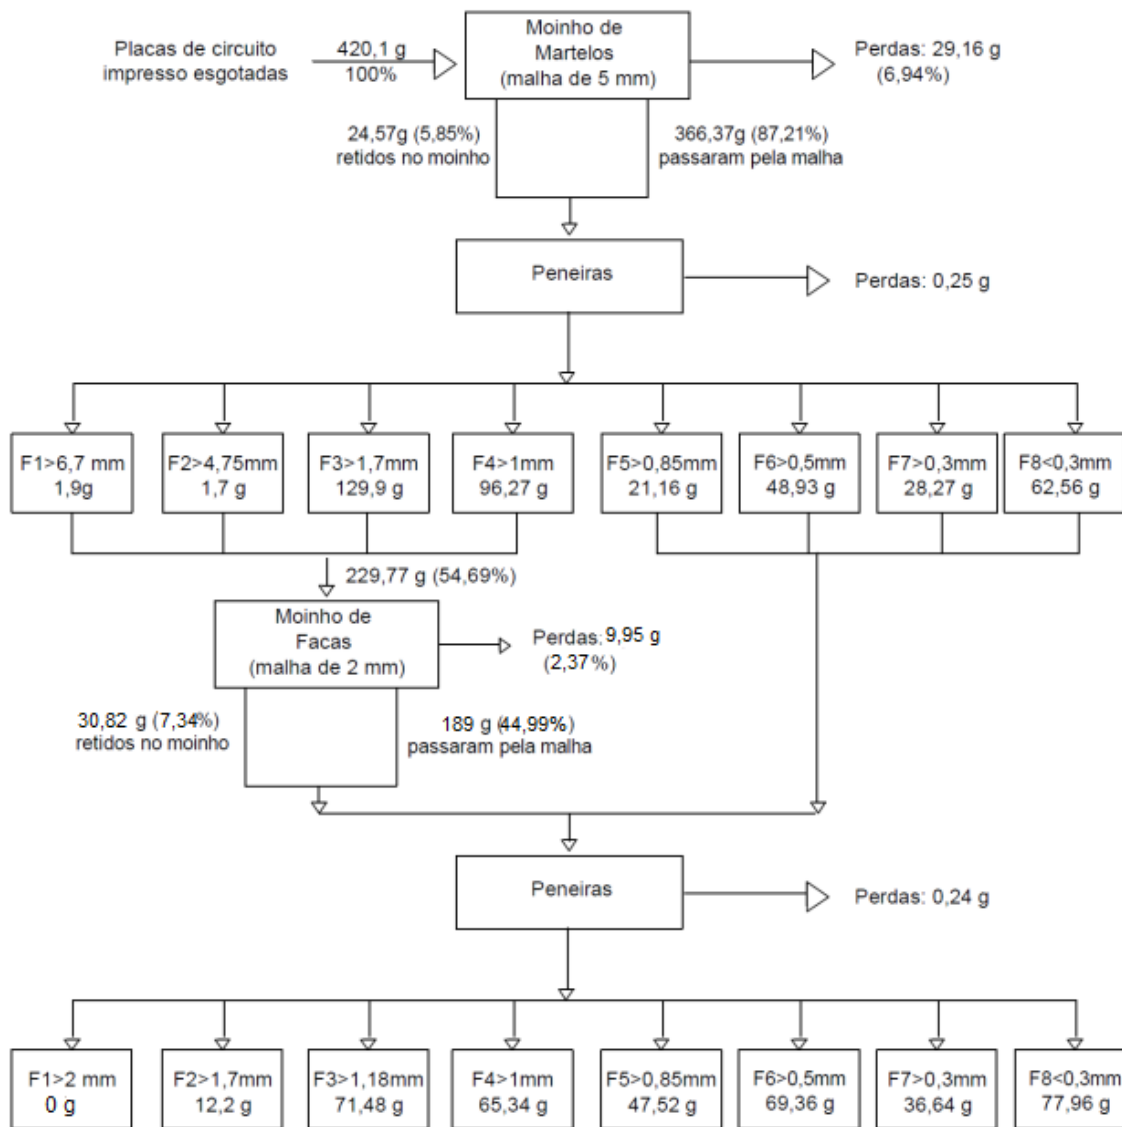 Placas de circuito
impresso esgotadas
420,1 g
100%
Moinho de
Martelos
(malha de 5 mm)
Perdas: 29,16 g
(6,94%)
24,57g (5,85%)
retidos no moinho
366,37g (87,21%)
passaram pela malha
Peneiras
Perdas: 0,25 g
F1>6,7 mm
1,9g
F2>4,75mm
1,7 g
F3>1,7mm
129,9 g
F4>1mm
96,27 g
F5>0,85mm
21,16 g
F6>0,5mm
48,93 g
F7>0,3mm
28,27 g
F8<0,3mm
62,56 g
229,77 g (54,69%)
Moinho de
Facas
(malha de 2 mm)
Perdas: 9,95 g
(2,37%)
30,82 g (7,34%)
retidos no moinho
189 g (44,99%)
passaram pela malha
Peneiras
Perdas: 0,24 g
F1>2 mm
0 g
F2>1,7mm
12,2 g
F3>1,18mm
71,48 g
F4>1mm
65,34 g
F5>0,85mm
47,52 g
F6>0,5mm
69,36 g
F7>0,3mm
36,64 g
F8<0,3mm
77,96 g